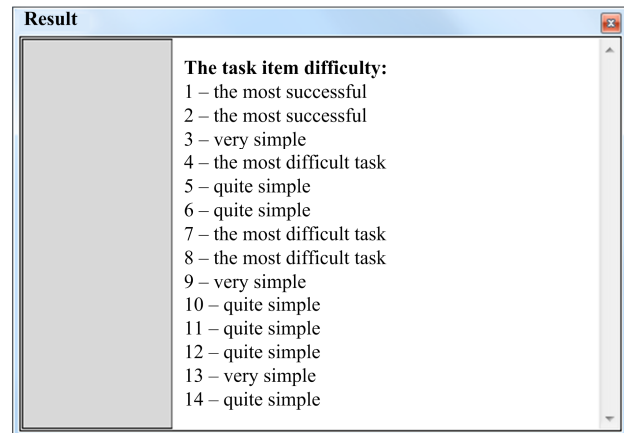 Result
The task item difficulty:
1 – the most successful
2 – the most successful
3 – very simple
4 – the most difficult task
5 – quite simple
6 – quite simple
7 – the most difficult task
8 – the most difficult task
9 – very simple
10 – quite simple
11 – quite simple
12 – quite simple
13 – very simple
14 – quite simple